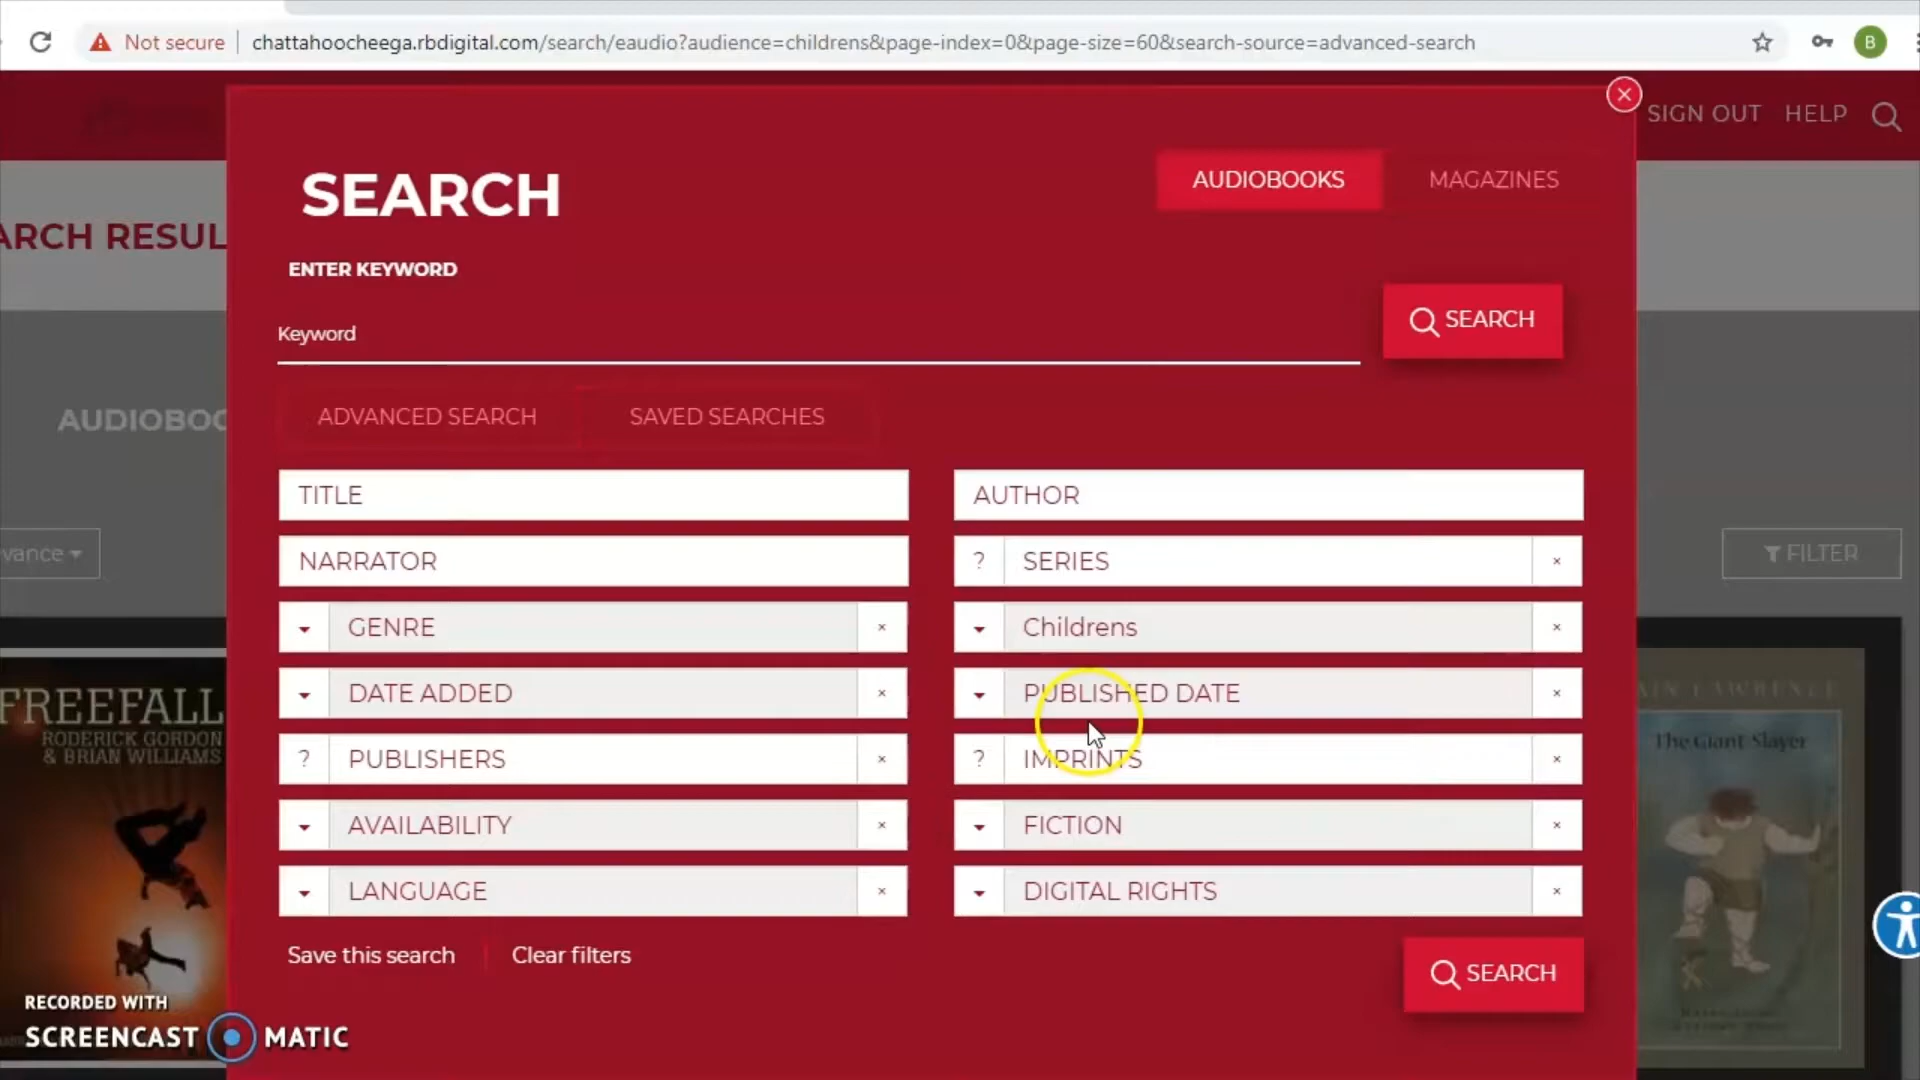 Not secure
chattahoocheega.rbdigital.com/search/eaudio?audience=childrens&page-index=0&page-size=60&search-source=advanced-search
B
SIGN OUT
HELP
SEARCH
AUDIOBOOKS
MAGAZINES
ARCH RESUL
ENTER KEYWORD
Keyword
SEARCH
ADVANCED SEARCH
SAVED SEARCHES
AUDIOBOO
TITLE
AUTHOR
NARRATOR
? SERIES ×
vance
FILTER
GENRE ×
Childrens ×
DATE ADDED ×
PUBLISHED DATE ×
? PUBLISHERS ×
? IMPRINTS ×
AVAILABILITY ×
FICTION ×
LANGUAGE ×
DIGITAL RIGHTS ×
Save this search
Clear filters
SEARCH
FREEFALL
RODERICK GORDON
& BRIAN WILLIAMS
AIN LAWRENCE
The Giant Slayer
RECORDED WITH
SCREENCAST MATIC